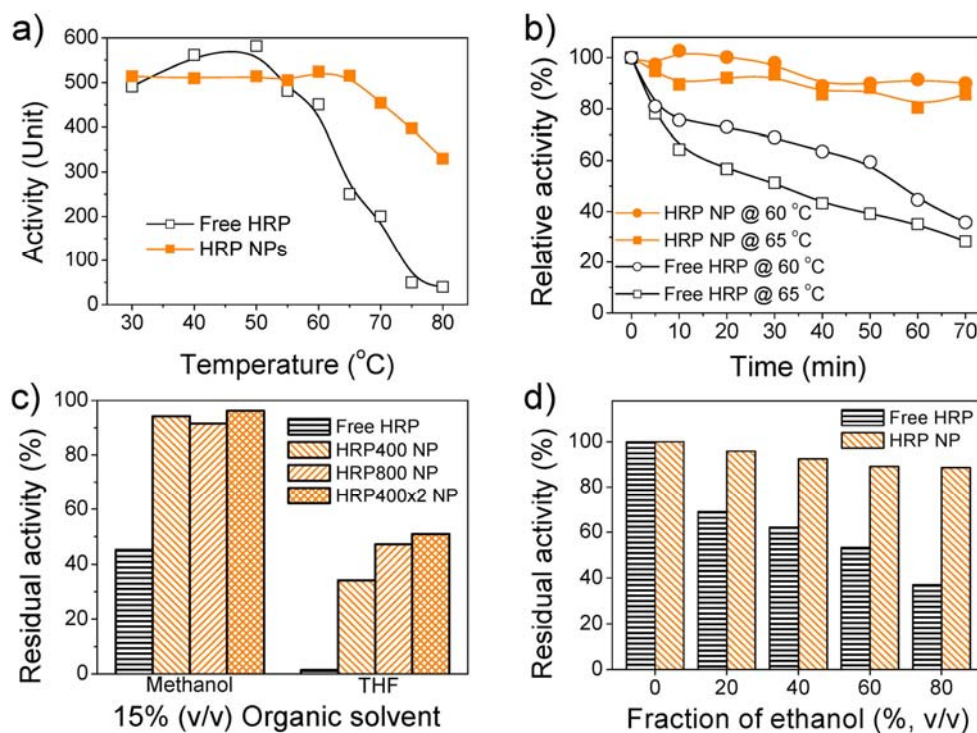 a)
600
500
400
300
200
100
0
Activity (Unit)
Free HRP
HRP NPs
30 40 50 60 70 80
Temperature (°C)
b)
100
80
60
40
20
0
Relative activity (%)
HRP NP @ 60 °C
HRP NP @ 65 °C
Free HRP @ 60 °C
Free HRP @ 65 °C
0 10 20 30 40 50 60 70
Time (min)
c)
100
80
60
40
20
0
Residual activity (%)
Free HRP
HRP400 NP
HRP800 NP
HRP400x2 NP
Methanol THF
15% (v/v) Organic solvent
d)
100
80
60
40
20
0
Residual activity (%)
Free HRP
HRP NP
0 20 40 60 80
Fraction of ethanol (%, v/v)